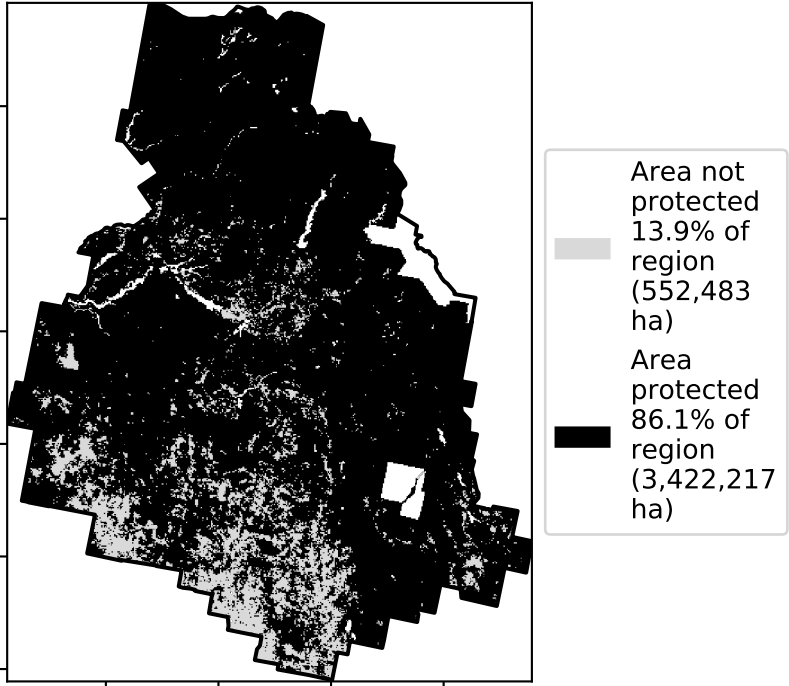 Area not
protected
13.9% of
region
(552,483
ha)
Area
protected
86.1% of
region
(3,422,217
ha)